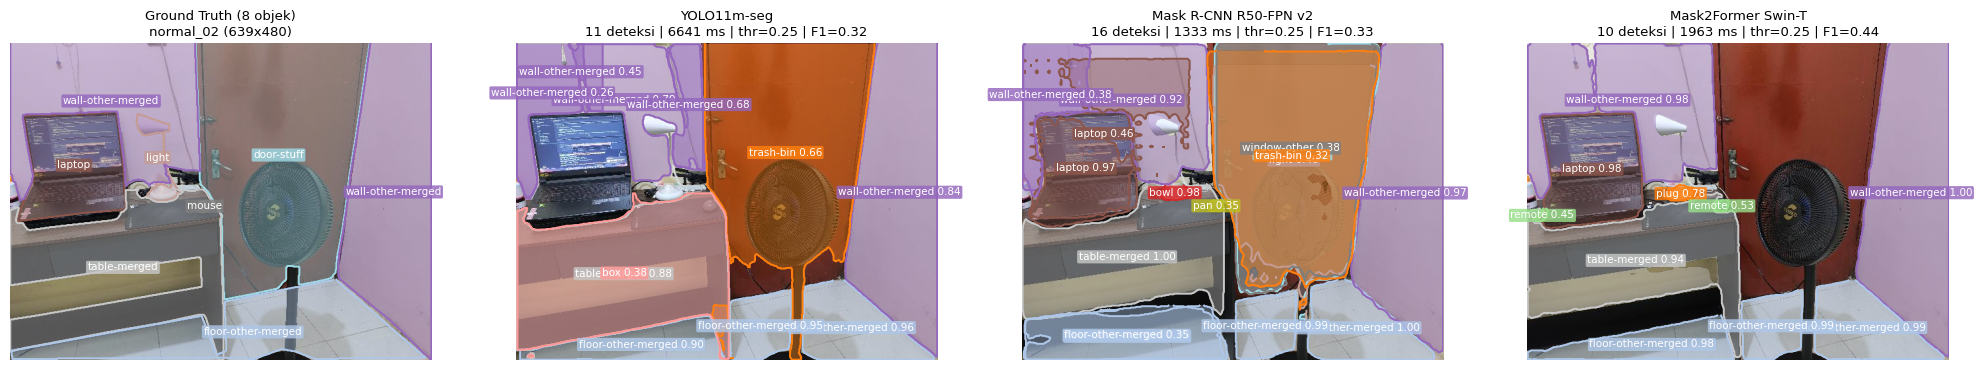 Ground Truth (8 objek)
normal_02 (639x480)
wall-other-merged
laptop
light
door-stuff
wall-other-merged
mouse
table-merged
floor-other-merged
YOLO11m-seg
11 deteksi | 6641 ms | thr=0.25 | F1=0.32
wall-other-merged 0.45
wall-other-merged 0.26
wall-other-merged 0.68
trash-bin 0.66
wall-other-merged 0.84
box 0.38
0.88
floor-other-merged 0.95
ther-merged 0.96
floor-other-merged 0.90
Mask R-CNN R50-FPN v2
16 deteksi | 1333 ms | thr=0.25 | F1=0.33
wall-other-merged 0.38
wall-other-merged 0.92
laptop 0.46
window-other 0.38
trash-bin 0.32
laptop 0.97
bowl 0.98
wall-other-merged 0.97
pan 0.35
table-merged 1.00
floor-other-merged 0.99
ther-merged 1.00
floor-other-merged 0.35
Mask2Former Swin-T
10 deteksi | 1963 ms | thr=0.25 | F1=0.44
wall-other-merged 0.98
laptop 0.98
plug 0.78
wall-other-merged 1.00
remote 0.53
remote 0.45
table-merged 0.94
floor-other-merged 0.99
ther-merged 0.99
floor-other-merged 0.98